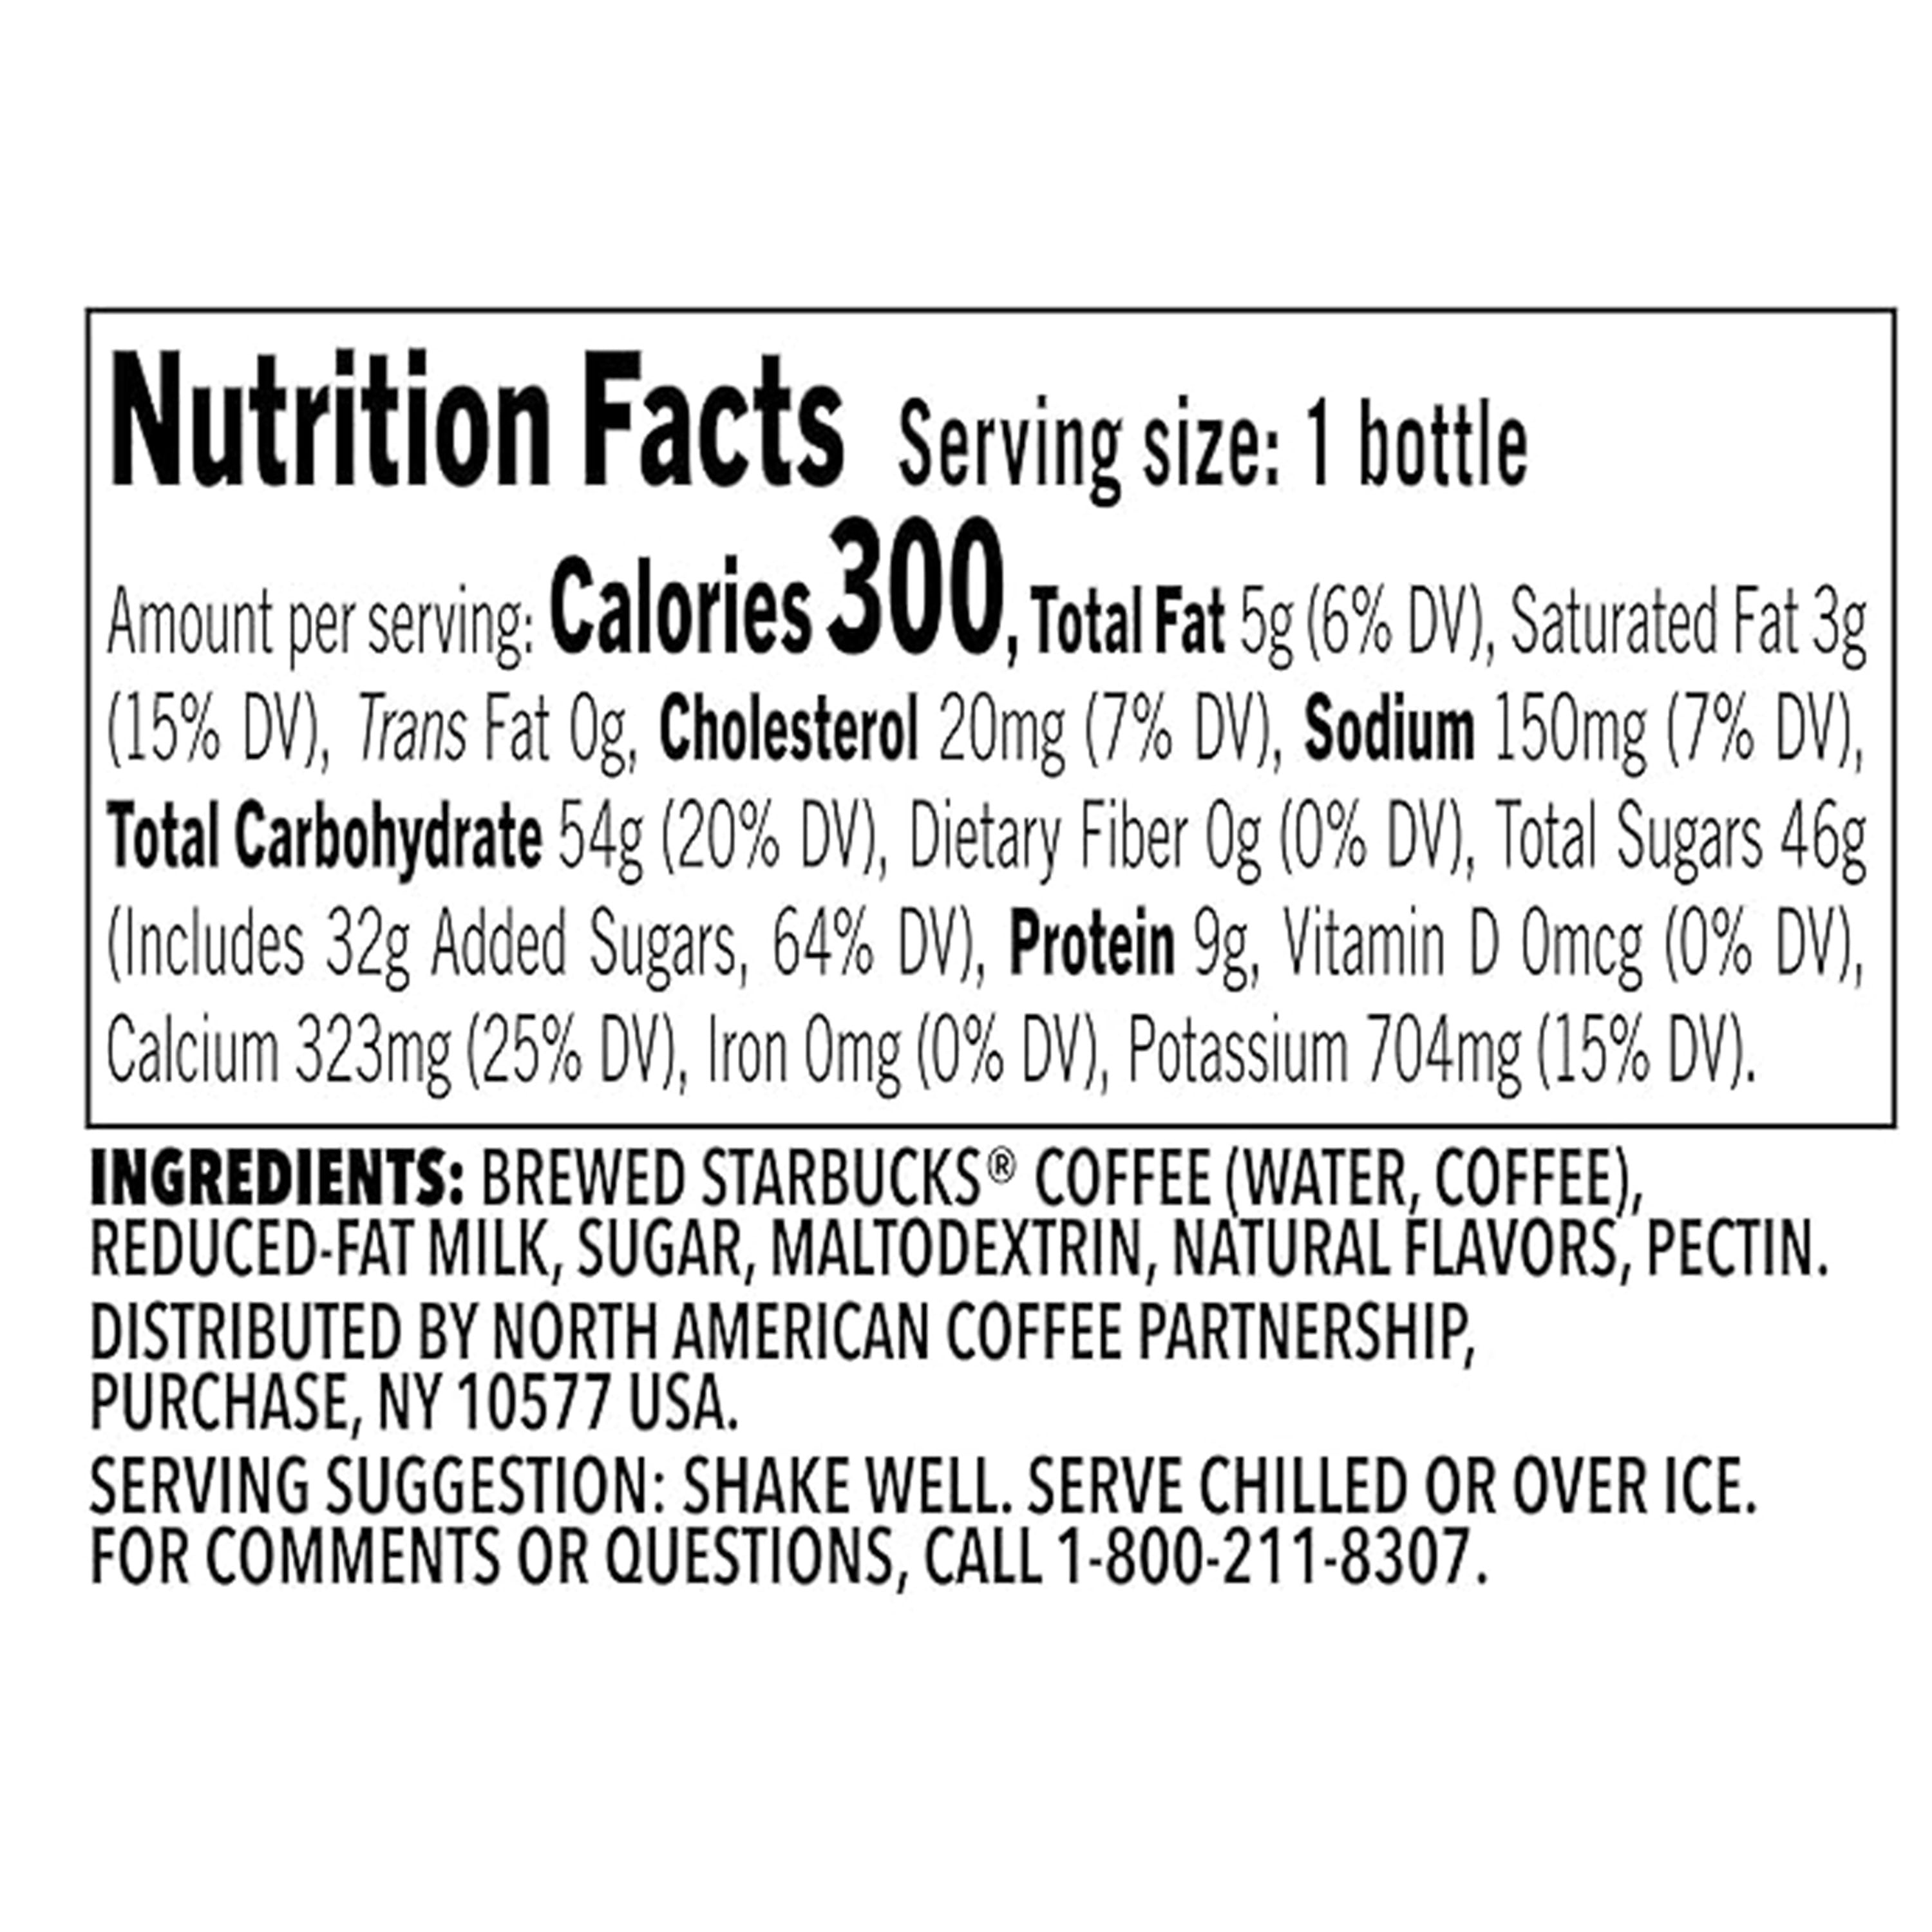 Nutrition Facts Serving size: 1 bottle
Amount per serving: Calories 300, Total Fat 5g (6% DV), Saturated Fat 3g
(15% DV), Trans Fat 0g, Cholesterol 20mg (7% DV), Sodium 150mg (7% DV),
Total Carbohydrate 54g (20% DV), Dietary Fiber 0g (0% DV), Total Sugars 46g
(Includes 32g Added Sugars, 64% DV), Protein 9g, Vitamin D 0mcg (0% DV),
Calcium 323mg (25% DV), Iron 0mg (0% DV), Potassium 704mg (15% DV).
INGREDIENTS: BREWED STARBUCKS® COFFEE (WATER, COFFEE),
REDUCED-FAT MILK, SUGAR, MALTODEXTRIN, NATURAL FLAVORS, PECTIN.
DISTRIBUTED BY NORTH AMERICAN COFFEE PARTNERSHIP,
PURCHASE, NY 10577 USA.
SERVING SUGGESTION: SHAKE WELL. SERVE CHILLED OR OVER ICE.
FOR COMMENTS OR QUESTIONS, CALL 1-800-211-8307.